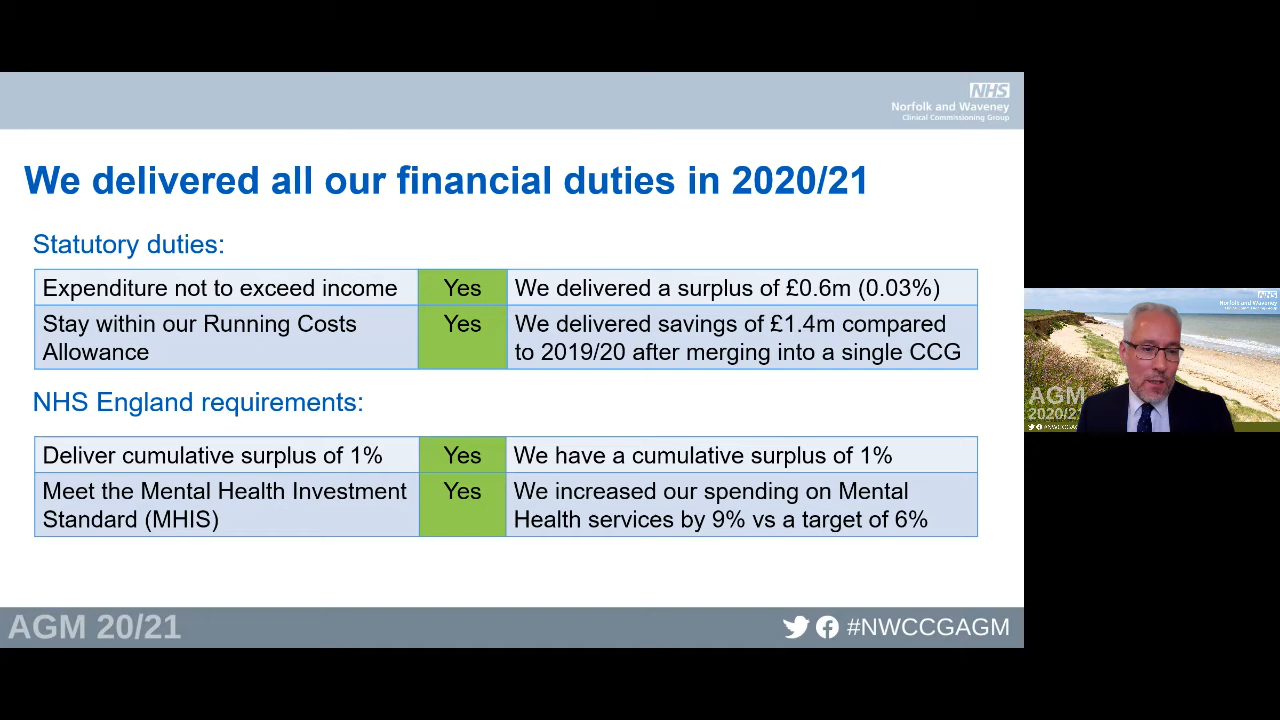 NHS
Norfolk and Waveney
Clinical Commissioning Group
We delivered all our financial duties in 2020/21
Statutory duties:
Expenditure not to exceed income Yes We delivered a surplus of £0.6m (0.03%)
Stay within our Running Costs Yes We delivered savings of £1.4m compared
Allowance to 2019/20 after merging into a single CCG
NHS England requirements:
Deliver cumulative surplus of 1% Yes We have a cumulative surplus of 1%
Meet the Mental Health Investment Yes We increased our spending on Mental
Standard (MHIS) Health services by 9% vs a target of 6%
AGM 20/21
#NWCCGAGM
NHS
Norfolk and Waveney
AGM
2020/21